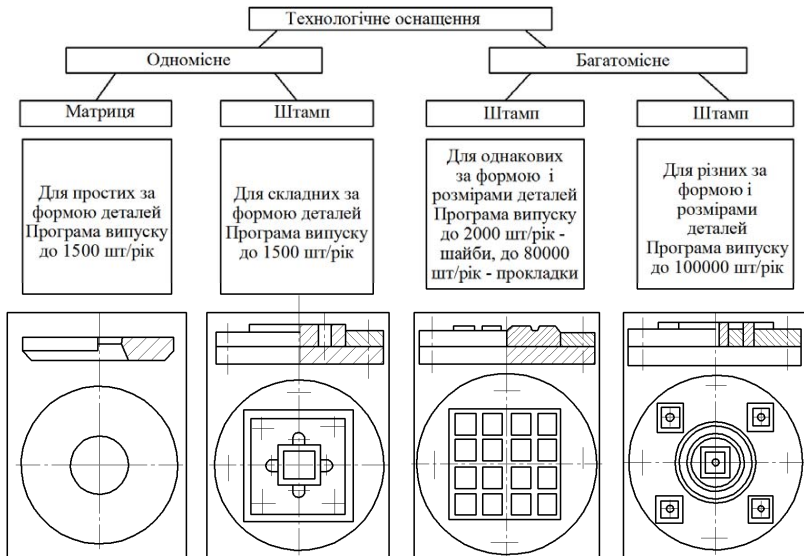 Технологічне оснащення
Одномісне
Багатомісне
Матриця
Штамп
Штамп
Штамп
Для простих за
формою деталей
Програма випуску
до 1500 шт/рік
Для складних за
формою деталей
Програма випуску
до 1500 шт/рік
Для однакових
за формою і
розмірами деталей
Програма випуску
до 2000 шт/рік -
шайби, до 80000
шт/рік - прокладки
Для різних за
формою і
розмірами
деталей
Програма випуску
до 100000 шт/рік